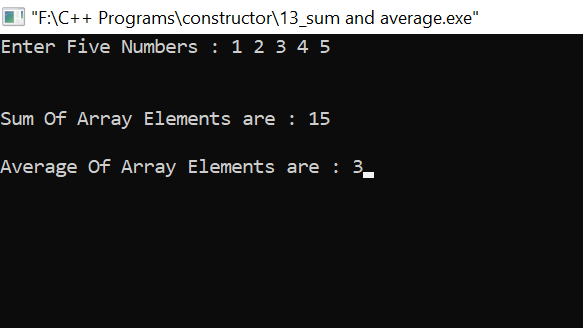 "F:\C++ Programs\constructor\13_sum and average.exe"
Enter Five Numbers : 1 2 3 4 5
Sum Of Array Elements are : 15
Average Of Array Elements are : 3